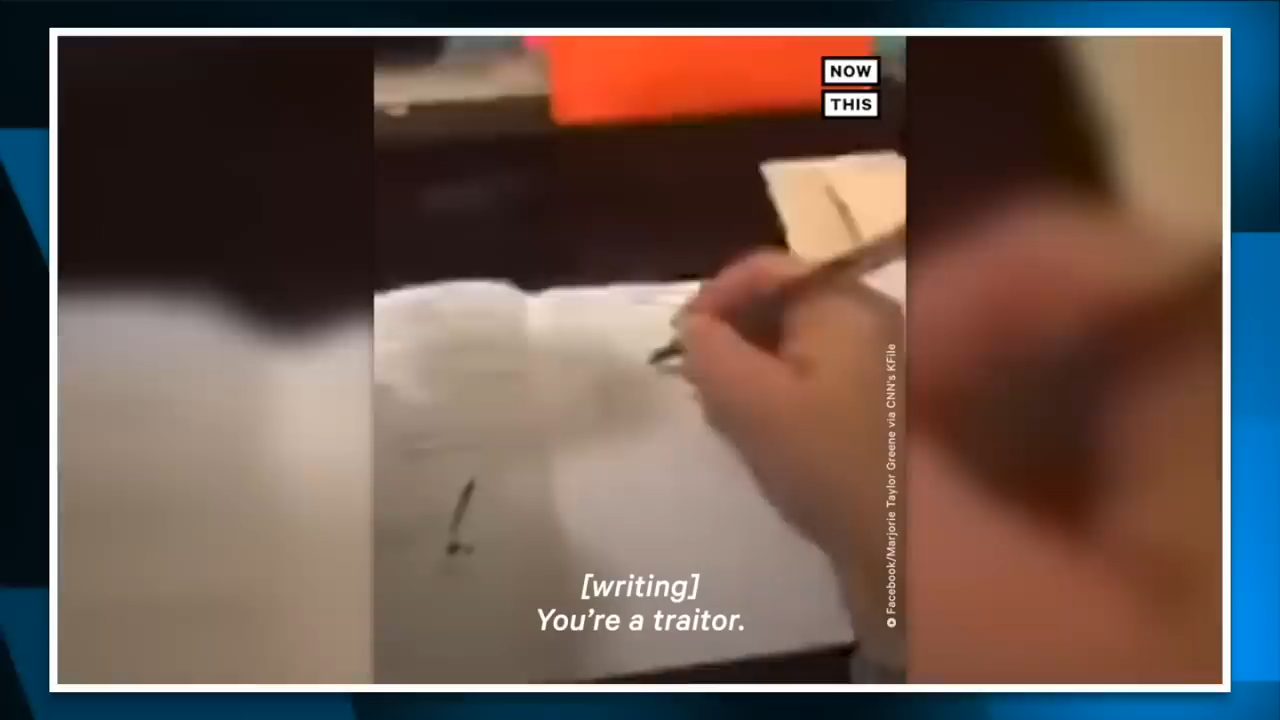 NOW
THIS
© Facebook/Marjorie Taylor Greene via CNN's KFile
[writing]
You're a traitor.